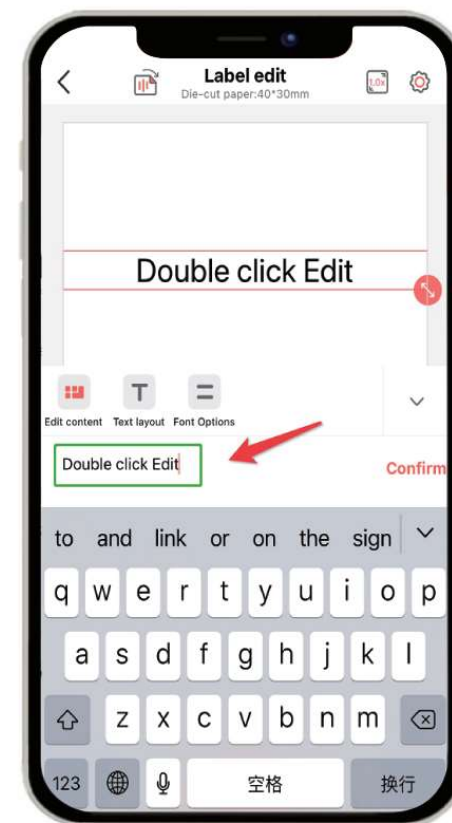 Label edit
Die-cut paper:40*30mm
1.0x
Double click Edit
T
Edit content Text layout Font Options
Double click Edit
Confirm
to and link or on the sign
q w e r t y u i o p
a s d f g h j k l
z x c v b n m
123 空格 换行